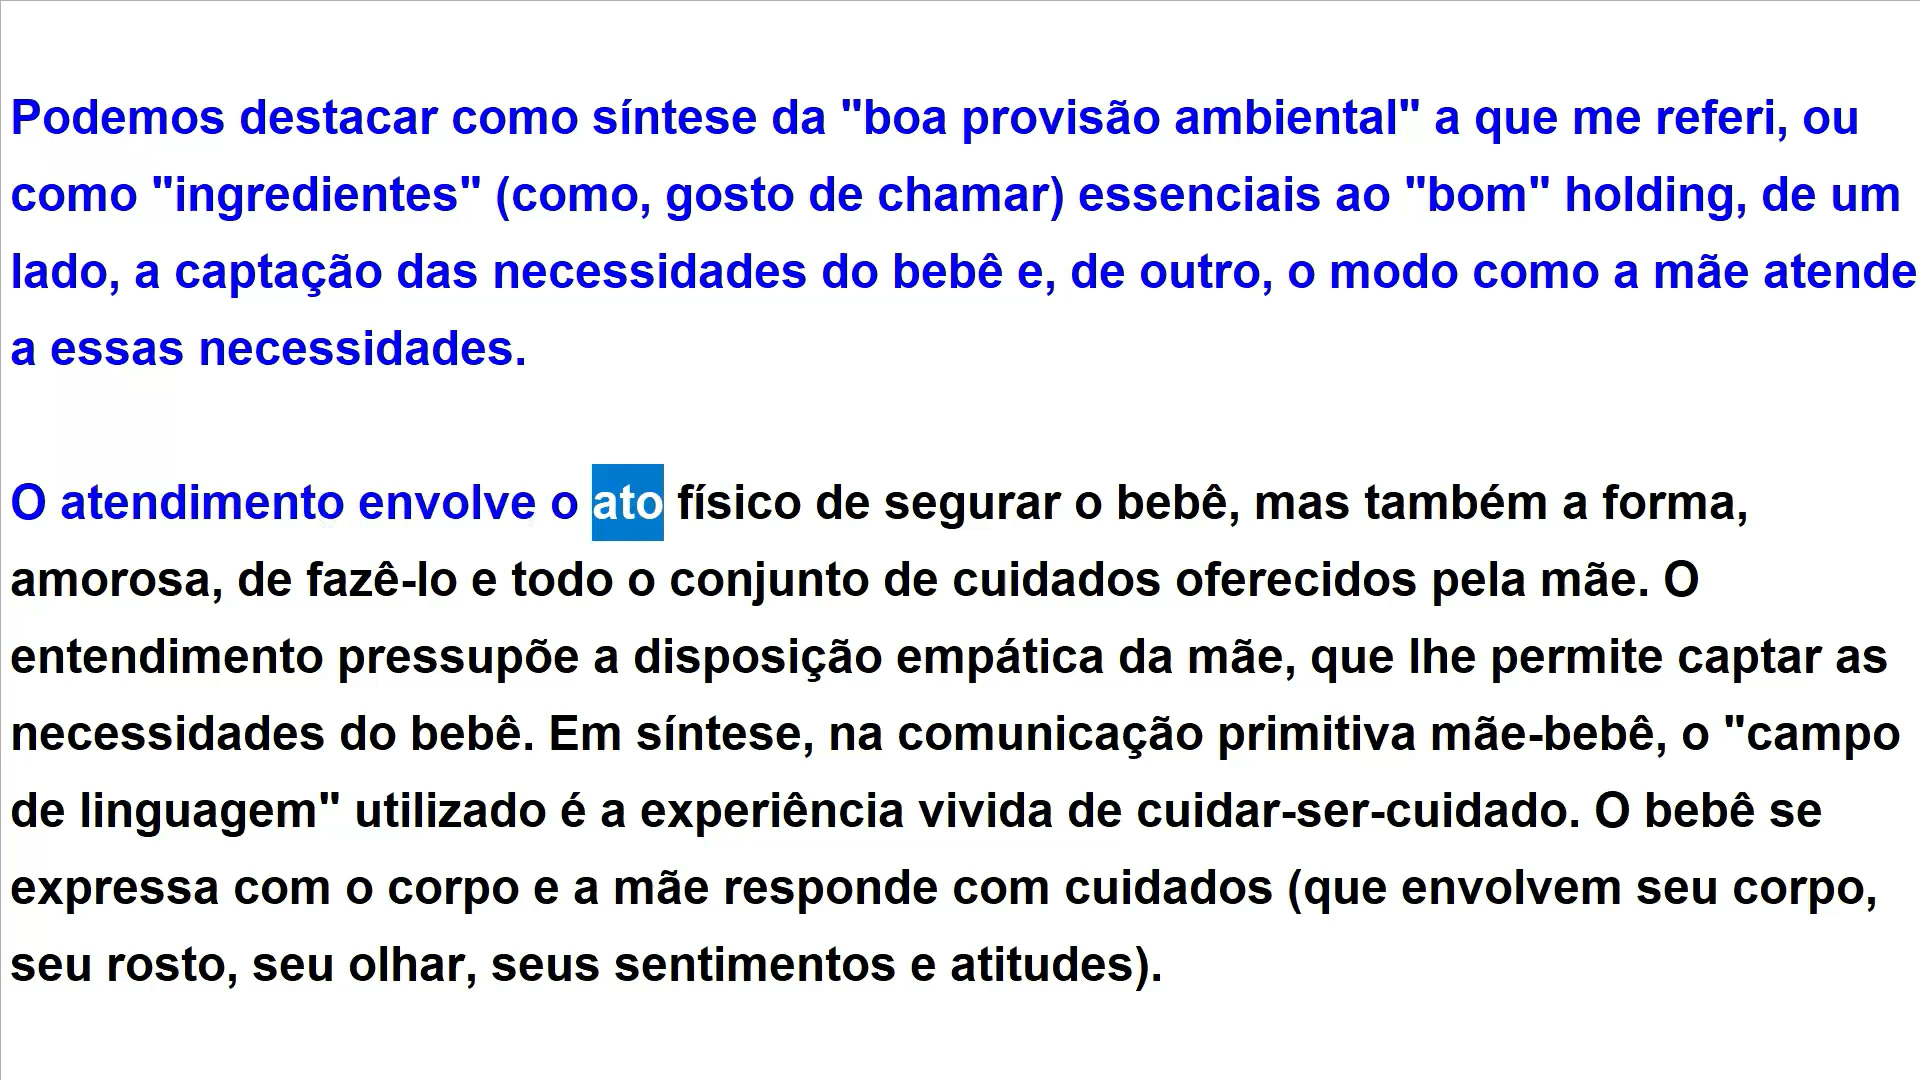 Podemos destacar como síntese da "boa provisão ambiental" a que me referi, ou
como "ingredientes" (como, gosto de chamar) essenciais ao "bom" holding, de um
lado, a captação das necessidades do bebê e, de outro, o modo como a mãe atende
a essas necessidades.
O atendimento envolve o ato físico de segurar o bebê, mas também a forma,
amorosa, de fazê-lo e todo o conjunto de cuidados oferecidos pela mãe. O
entendimento pressupõe a disposição empática da mãe, que lhe permite captar as
necessidades do bebê. Em síntese, na comunicação primitiva mãe-bebê, o "campo
de linguagem" utilizado é a experiência vivida de cuidar-ser-cuidado. O bebê se
expressa com o corpo e a mãe responde com cuidados (que envolvem seu corpo,
seu rosto, seu olhar, seus sentimentos e atitudes).